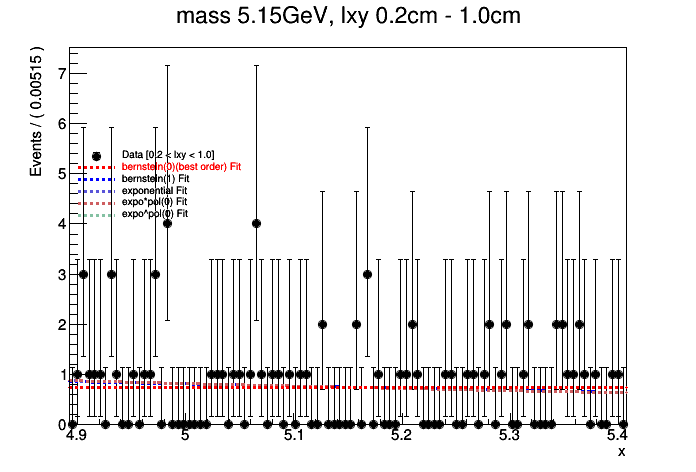 mass 5.15GeV, lxy 0.2cm - 1.0cm
Events / ( 0.00515 )
7
6
5
4
3
2
1
0
Data [0.2 < lxy < 1.0]
bernstein(0)(best order) Fit
bernstein(1) Fit
exponential Fit
expo*pol(0) Fit
expo^pol(0) Fit
4.9 5 5.1 5.2 5.3 5.4
x